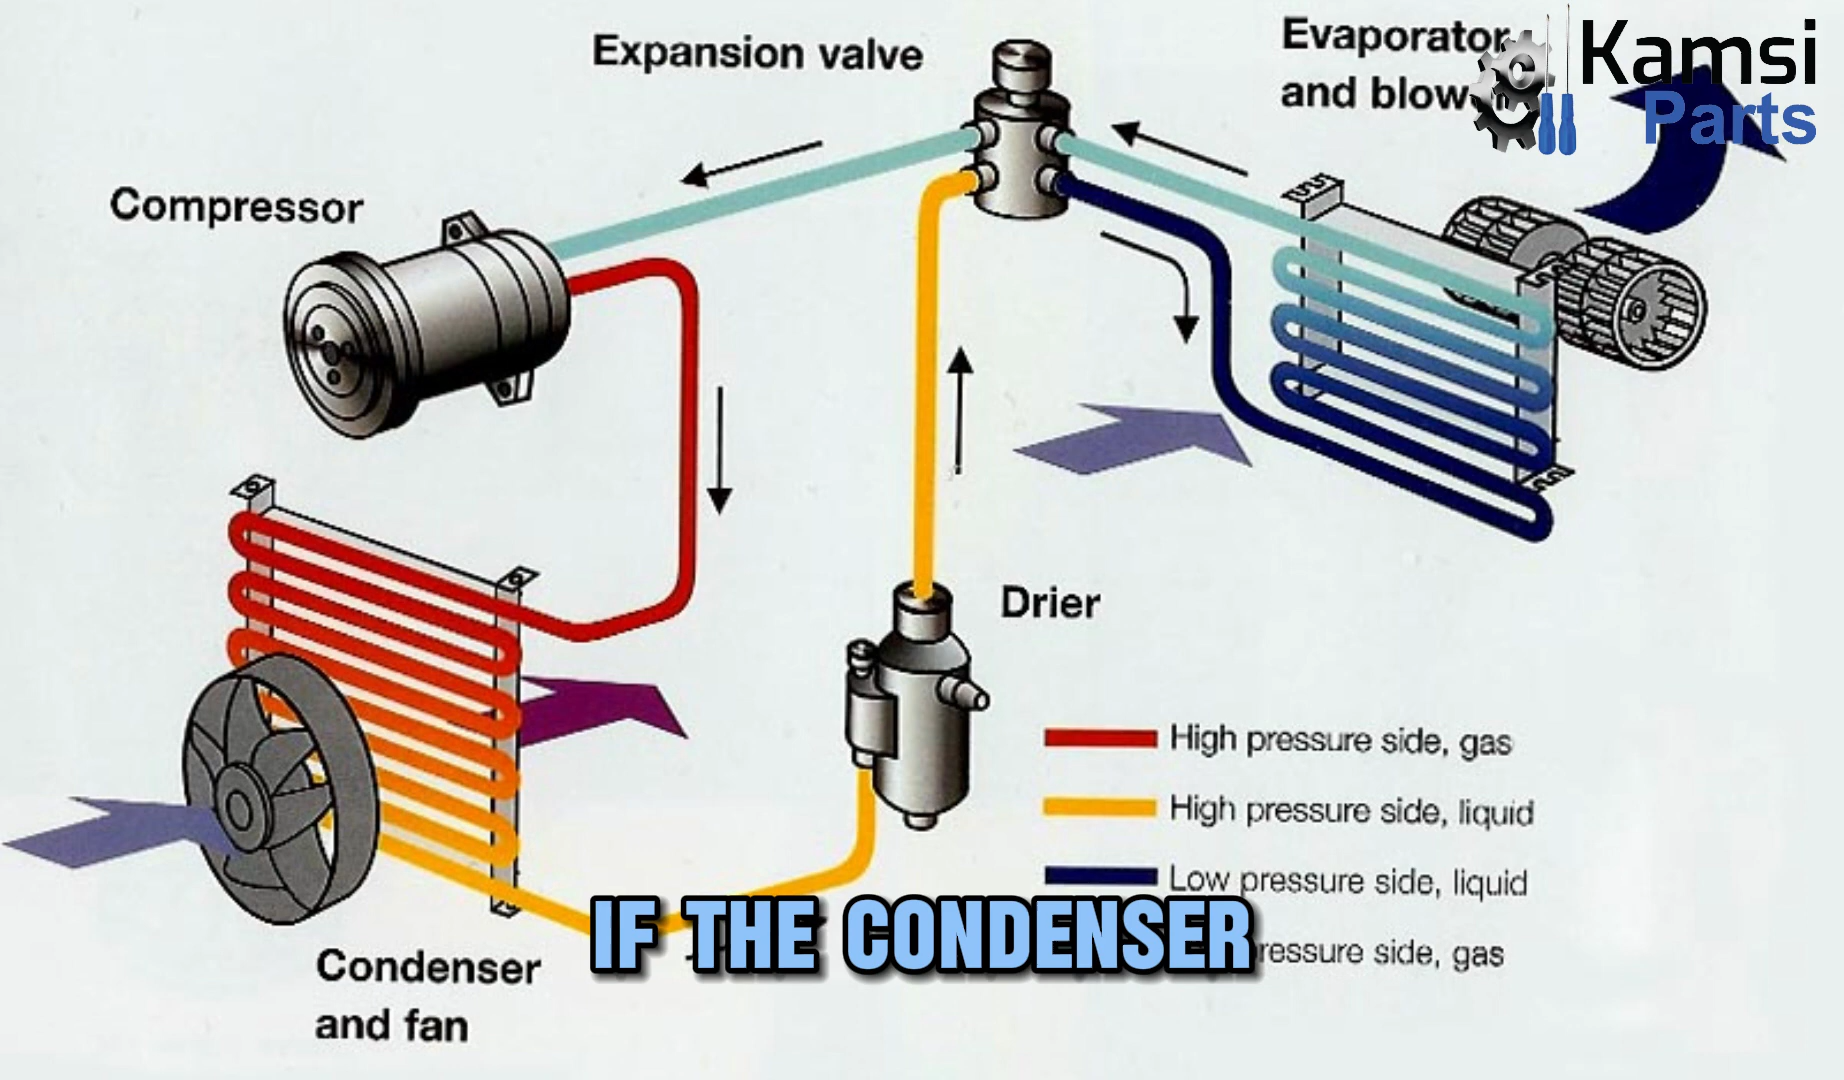 Expansion valve
Evaporator
and blow
Kamsi
Parts
Compressor
Drier
High pressure side, gas
High pressure side, liquid
Low pressure side, liquid
ressure side, gas
IF THE CONDENSER
Condenser
and fan